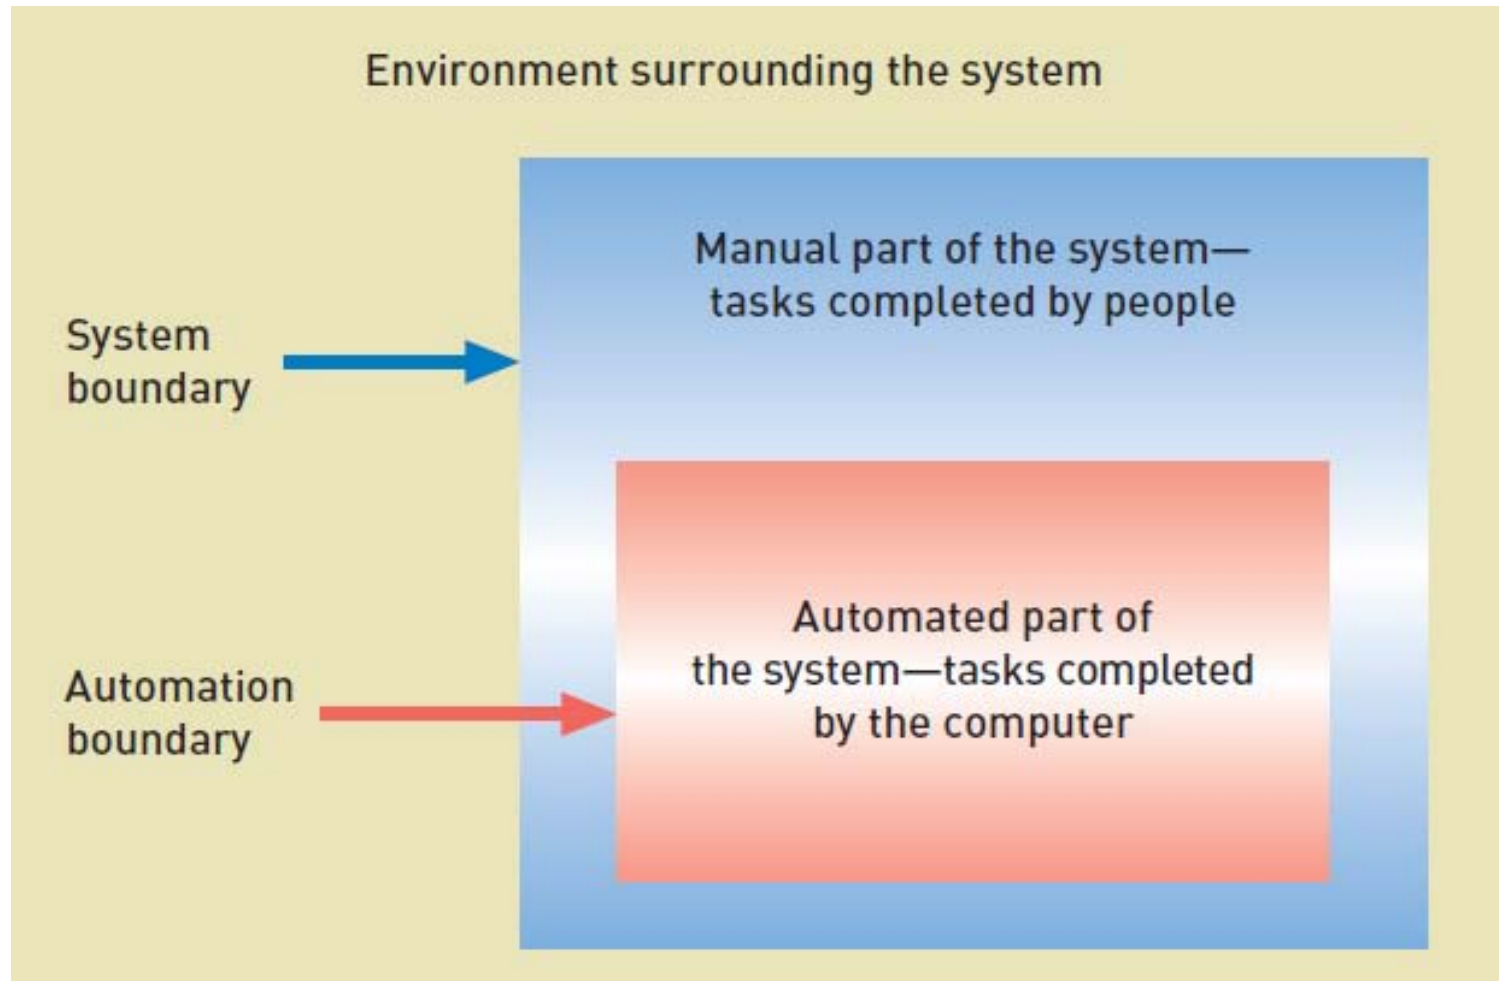 Environment surrounding the system
Manual part of the system—
tasks completed by people
System
boundary
Automated part of
the system—tasks completed
by the computer
Automation
boundary